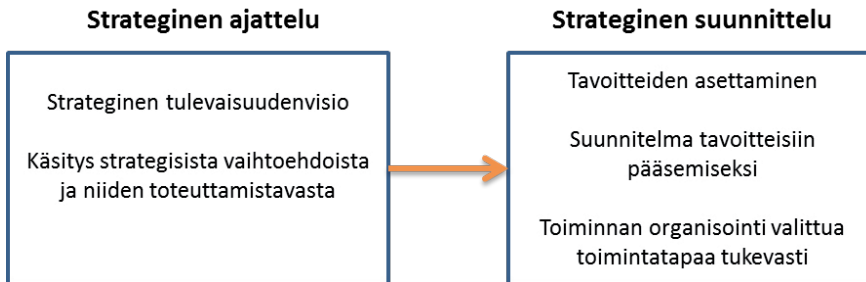 Strateginen ajattelu
Strateginen tulevaisuudenvisio
Käsitys strategisista vaihtoehdoista
ja niiden toteuttamistavasta
Strateginen suunnittelu
Tavoitteiden asettaminen
Suunnitelma tavoitteisiin
pääsemiseksi
Toiminnan organisointi valittua
toimintatapaa tukevasti